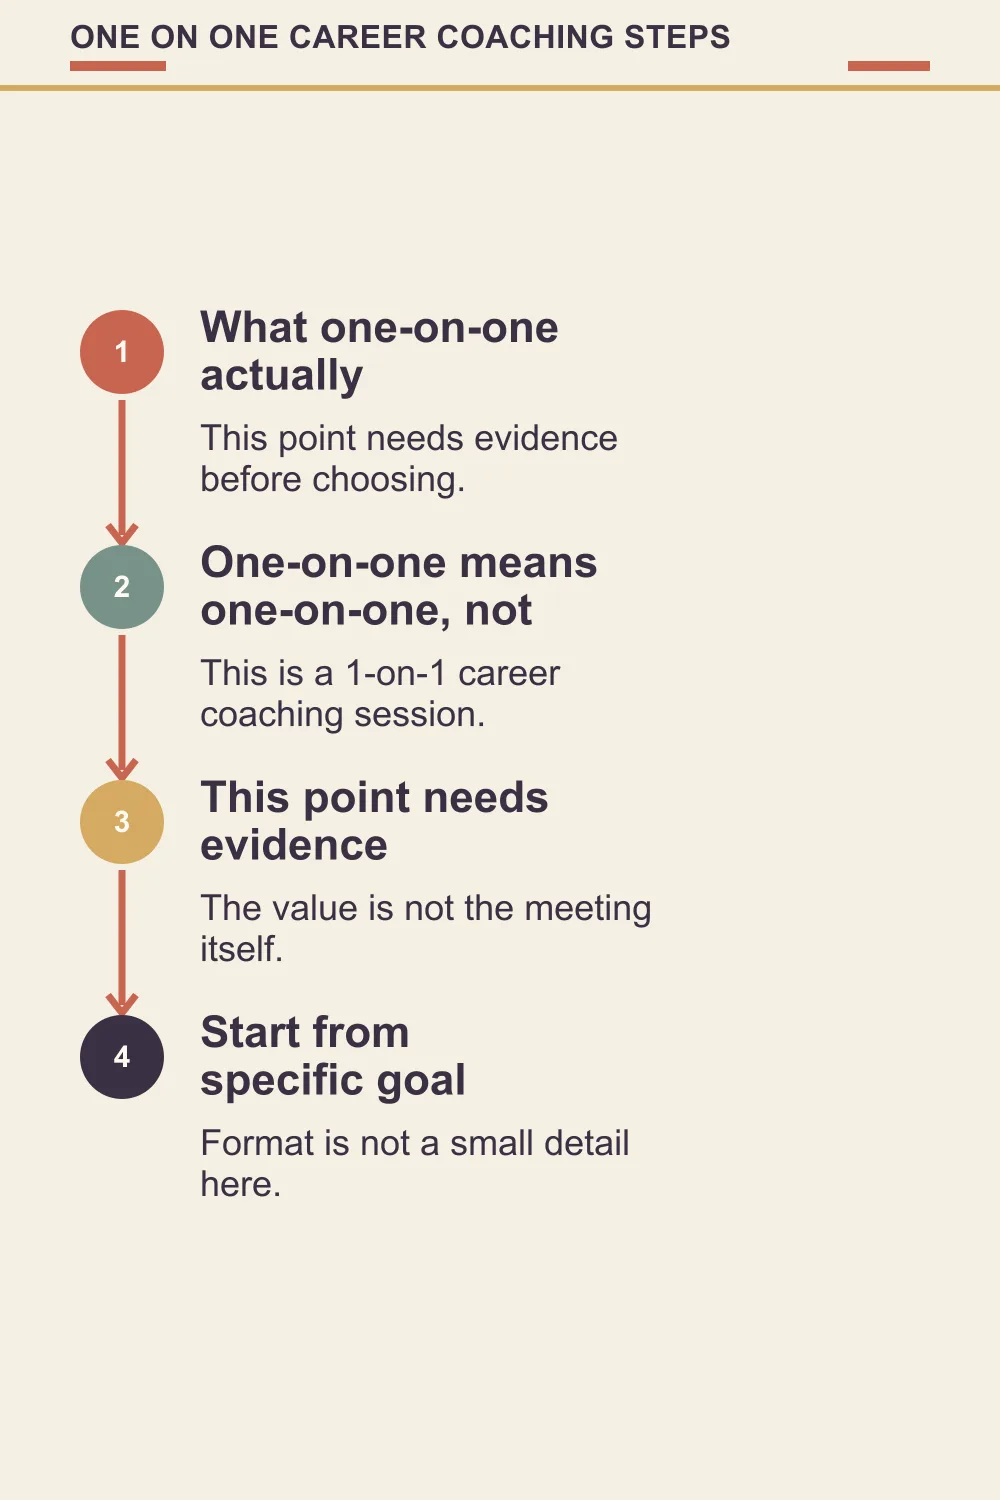 ONE ON ONE CAREER COACHING STEPS
1
What one-on-one
actually
This point needs evidence
before choosing.
2
One-on-one means
one-on-one, not
This is a 1-on-1 career
coaching session.
3
This point needs
evidence
The value is not the meeting
itself.
4
Start from
specific goal
Format is not a small detail
here.